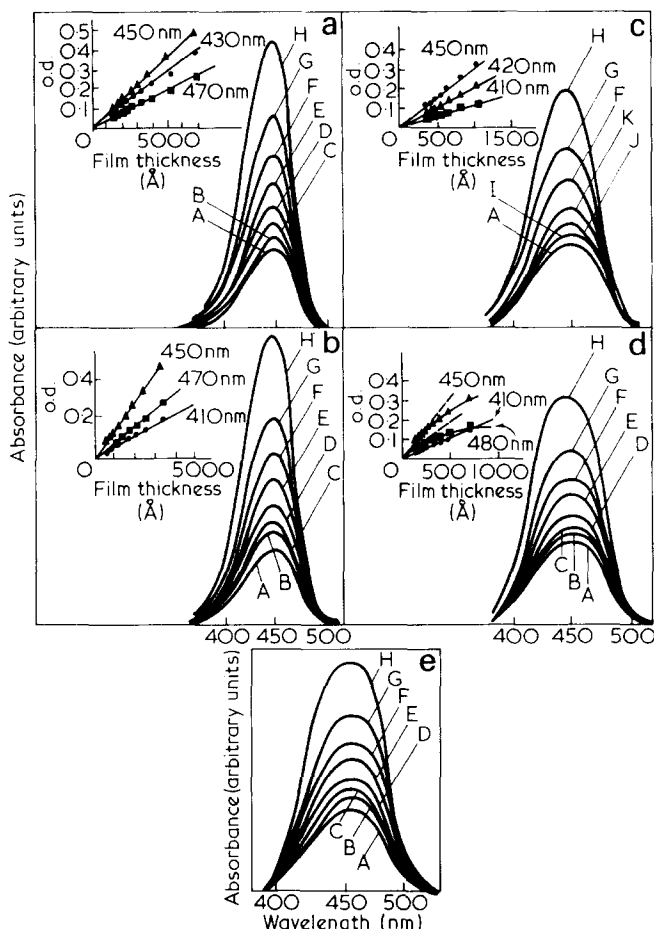 a
0·5
0·4
0·3
0·2
0·1
o.d.
450nm
430nm
470nm
0 5000
Film thickness
(Å)
H
G
F
E
D
C
B
A
c
0·4
0·3
0·2
0·1
o.d.
450nm
420nm
410nm
0 500 1000 1500
Film thickness
(Å)
H
G
F
K
J
I
A
Absorbance (arbitrary units)
b
0·4
0·2
o.d.
450nm
470nm
410nm
0 5000
Film thickness
(Å)
H
G
F
E
D
C
B
A
400 450 500
d
0·4
0·3
0·2
0·1
o.d.
450nm
410nm
480nm
0 500 1000
Film thickness
(Å)
H
G
F
E
D
C
B
A
400 450 500
e
Absorbance (arbitrary units)
H
G
F
E
D
C
B
A
400 450 500
Wavelength (nm)